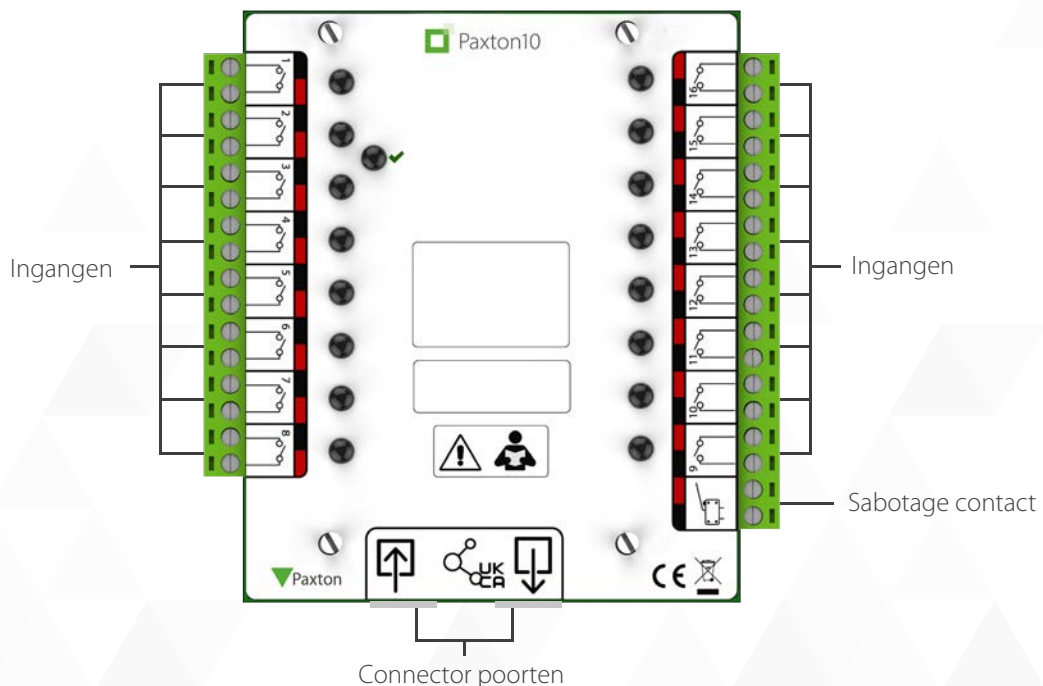 Paxton10
1
2
3
4
5
6
7
8
16
15
14
13
12
11
10
9
Ingangen
Ingangen
Sabotage contact
Paxton
UK
CA
CE
Connector poorten